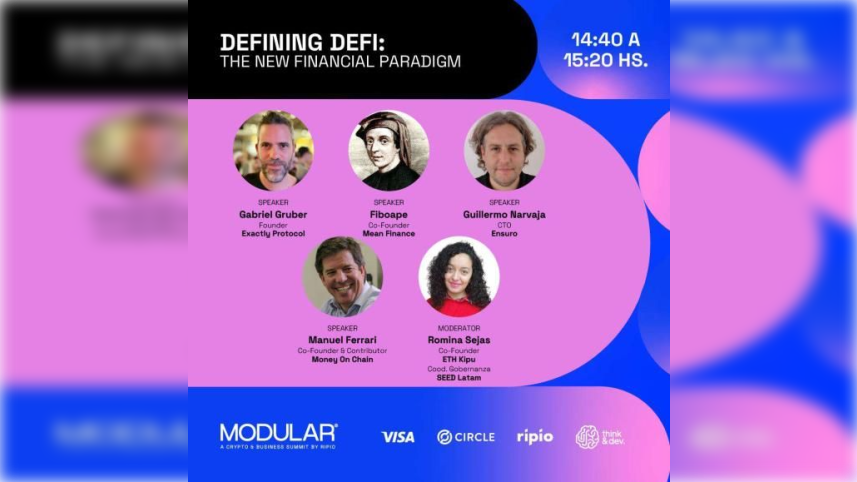 DEFINING DEFI:
THE NEW FINANCIAL PARADIGM
14:40 A
15:20 HS.
SPEAKER
Gabriel Gruber
Founder
Exactly Protocol
SPEAKER
Fiboape
Co-Founder
Mean Finance
SPEAKER
Guillermo Narvaja
CTO
Ensuro
SPEAKER
Manuel Ferrari
Co-Founder & Contributor
Money On Chain
MODERATOR
Romina Sejas
Co-Founder
ETH Kipu
Cood. Gobernanza
SEED Latam
MODULAR
A CRYPTO & BUSINESS SUMMIT BY RIPIO
VISA
CIRCLE
ripio
think
&dev.